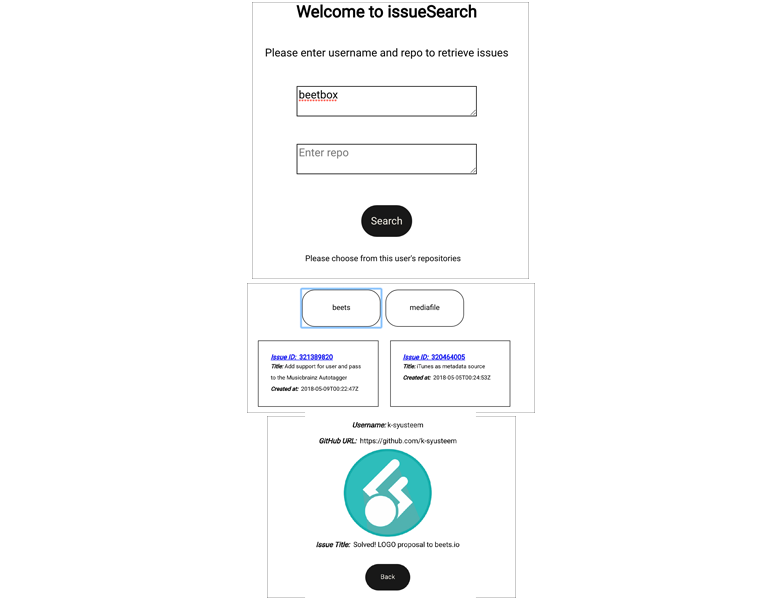 Welcome to issueSearch
Please enter username and repo to retrieve issues
beetbox
Enter repo
Search
Please choose from this user's repositories
beets
mediafile
Issue ID: 321389820
Title: Add support for user and pass
to the Musiobrainz Autotagger
Created at: 2018-05-09T00:22:47Z
Issue ID: 320464005
Title: iTunes as metadata source
Created at: 2018-05-05T00:24:53Z
Username: k-syusteem
GitHub URL: https://github.com/k-syusteem
Issue Title: Solved! LOGO proposal to beets.io
Back